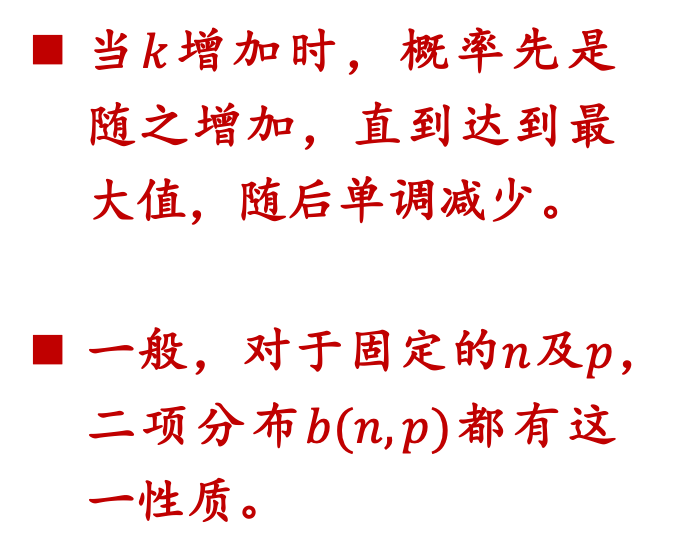 ■ 当k增加时，概率先是
随之增加，直到达到最
大值，随后单调减少。
■ 一般，对于固定的n及p，
二项分布b(n,p)都有这
一性质。